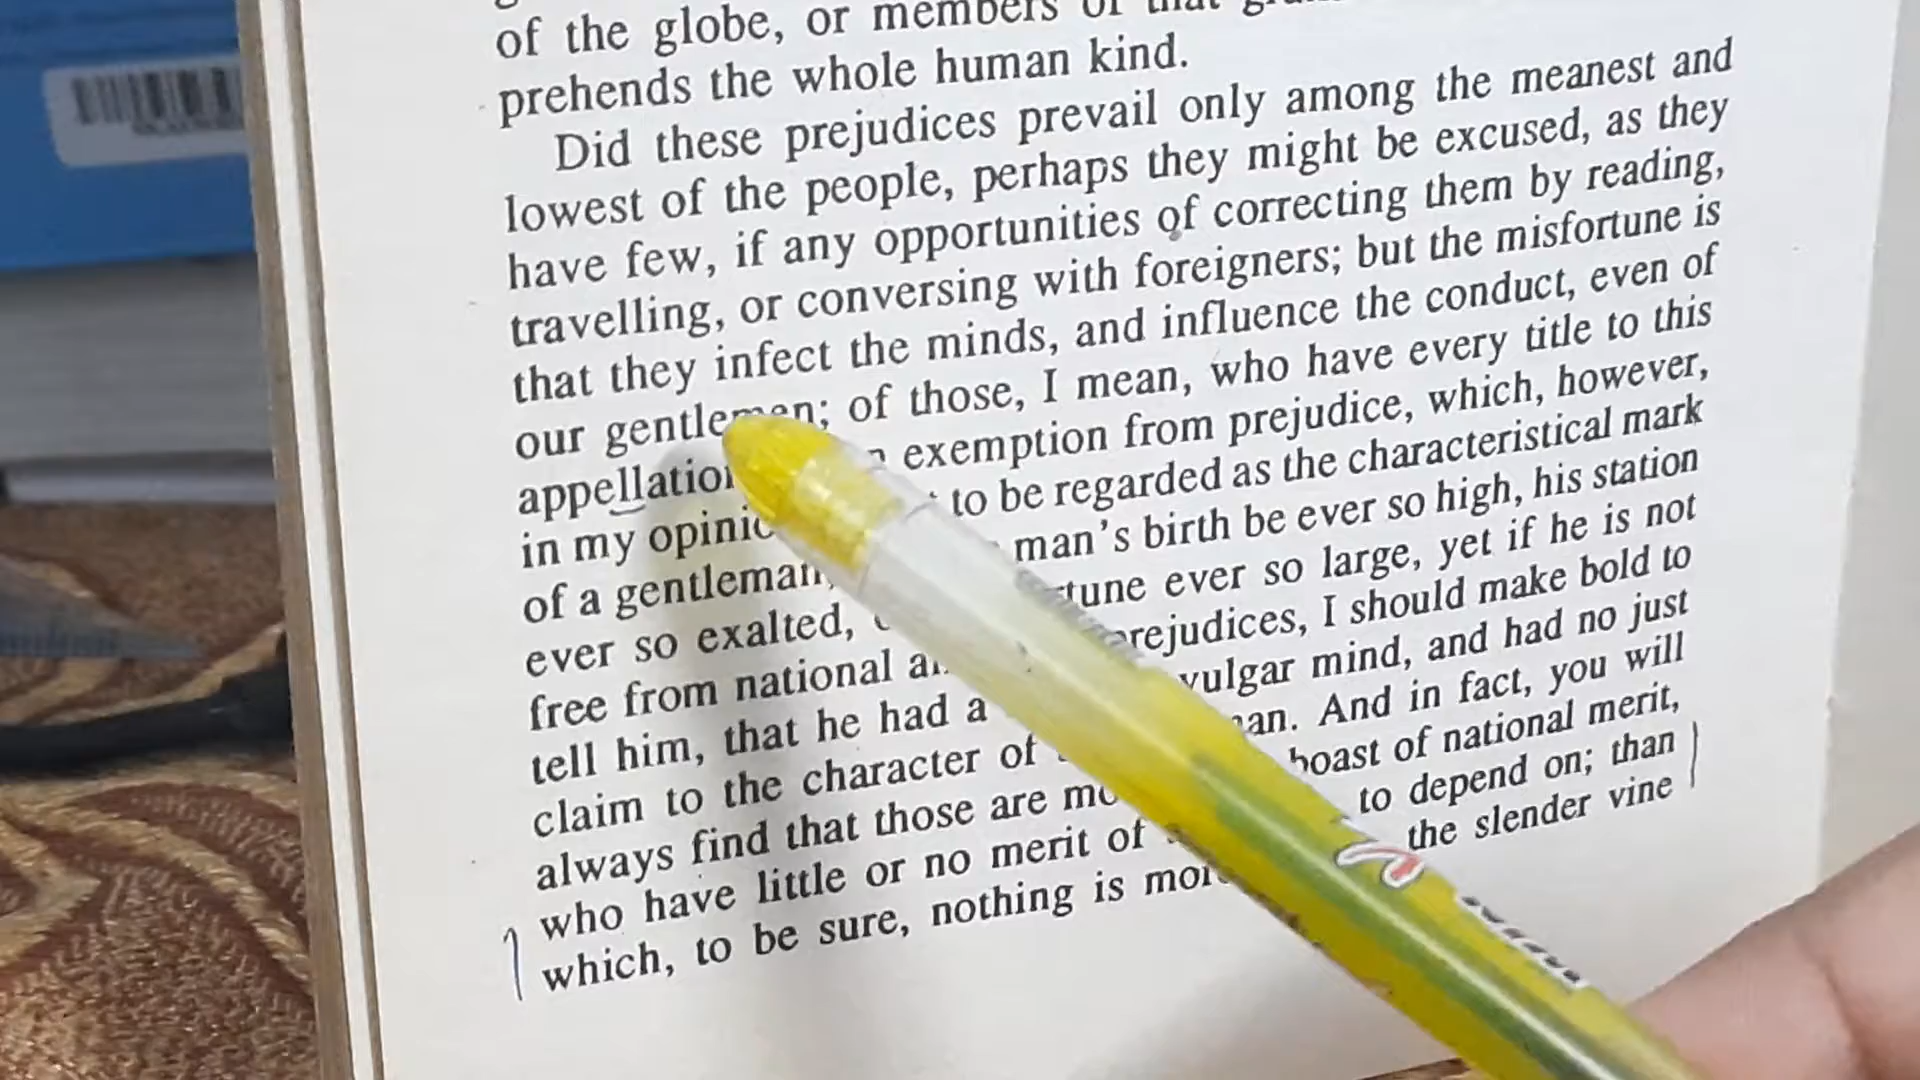 of the globe, or members of that
prehends the whole human kind.
Did these prejudices prevail only among the meanest and
lowest of the people, perhaps they might be excused, as they
have few, if any opportunities of correcting them by reading,
travelling, or conversing with foreigners; but the misfortune is
that they infect the minds, and influence the conduct, even of
our gentlemen; of those, I mean, who have every title to this
exemption from prejudice, which, however,
in my to be regarded as the characteristical mark
of a gentleman, man's birth be ever so high, his station
ever so exalted, ever so large, yet if he is not
free from national prejudices, I should make bold to
tell him, that he had a vulgar mind, and had no just
claim to the character of And in fact, you will
always find that those are boast of national merit,
who have little or no merit of to depend on; than
which, to be sure, nothing is the slender vine